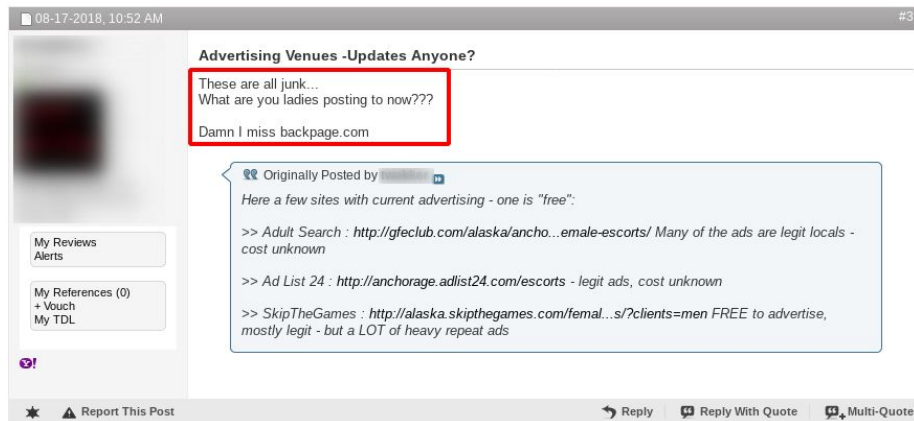 08-17-2018, 10:52 AM
#3
Advertising Venues -Updates Anyone?
These are all junk...
What are you ladies posting to now???
Damn I miss backpage.com
Originally Posted by
Here a few sites with current advertising - one is "free":
>> Adult Search : http://gfeclub.com/alaska/ancho...emale-escorts/ Many of the ads are legit locals -
cost unknown
>> Ad List 24 : http://anchorage.adlist24.com/escorts - legit ads, cost unknown
>> SkipTheGames : http://alaska.skipthegames.com/femal...s/?clients=men FREE to advertise,
mostly legit - but a LOT of heavy repeat ads
My Reviews
Alerts
My References (0)
+ Vouch
My TDL
Y!
Report This Post
Reply
Reply With Quote
Multi-Quote